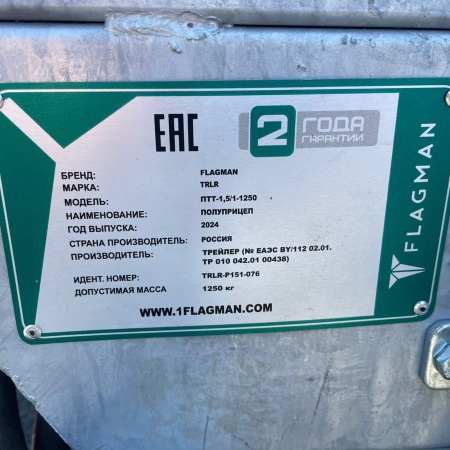 EAC
2 ГОДА
ГАРАНТИИ
FLAGMAN
БРЕНД: FLAGMAN
МАРКА: TRLR
МОДЕЛЬ: ПТТ-1,5/1-1250
НАИМЕНОВАНИЕ: ПОЛУПРИЦЕП
ГОД ВЫПУСКА: 2024
СТРАНА ПРОИЗВОДИТЕЛЬ: РОССИЯ
ПРОИЗВОДИТЕЛЬ: ТРЕЙЛЕР (№ ЕАЭС BY/112 02.01.
ТР 010 042.01 00438)
ИДЕНТ. НОМЕР: TRLR-P151-076
ДОПУСТИМАЯ МАССА 1250 кг
WWW.1FLAGMAN.COM